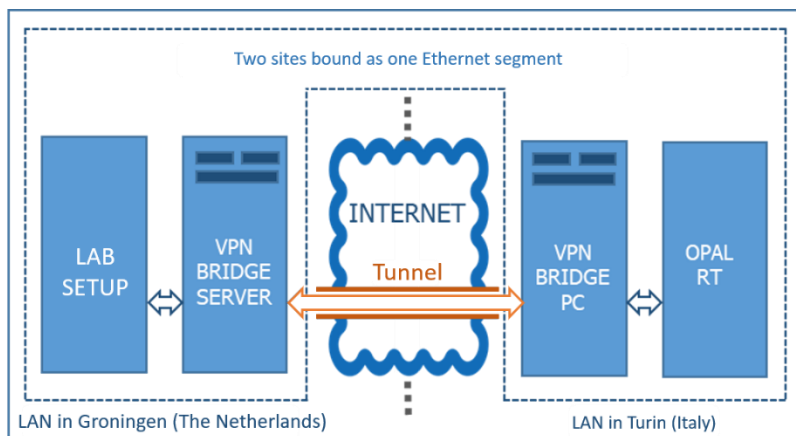 Two sites bound as one Ethernet segment
LAB
SETUP
VPN
BRIDGE
SERVER
INTERNET
Tunnel
VPN
BRIDGE
PC
OPAL
RT
LAN in Groningen (The Netherlands)
LAN in Turin (Italy)